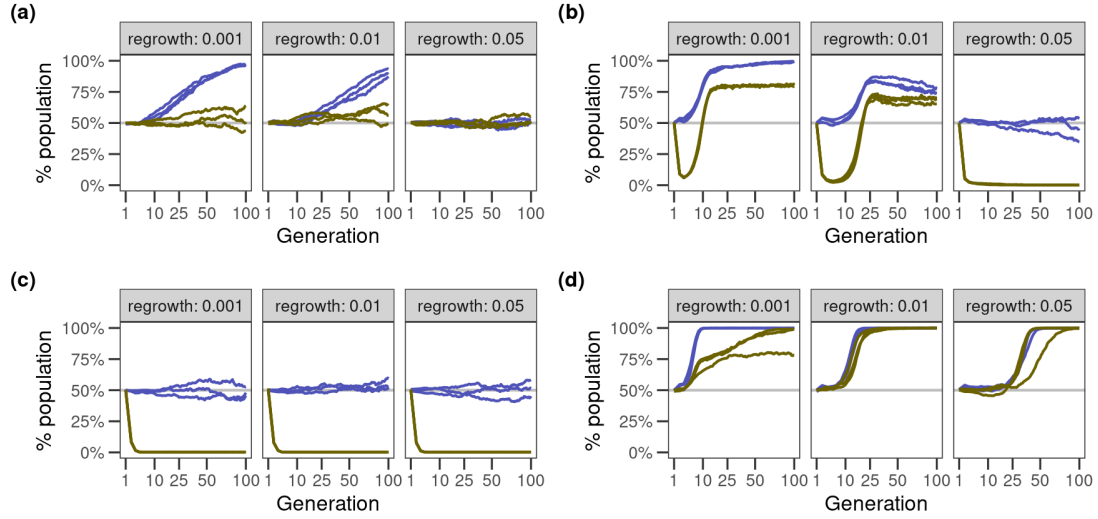 (a)
regrowth: 0.001 regrowth: 0.01 regrowth: 0.05
% population
100%
75%
50%
25%
0%
1 10 25 50 100 1 10 25 50 100 1 10 25 50 100
Generation
(b)
regrowth: 0.001 regrowth: 0.01 regrowth: 0.05
% population
100%
75%
50%
25%
0%
1 10 25 50 100 1 10 25 50 100 1 10 25 50 100
Generation
(c)
regrowth: 0.001 regrowth: 0.01 regrowth: 0.05
% population
100%
75%
50%
25%
0%
1 10 25 50 100 1 10 25 50 100 1 10 25 50 100
Generation
(d)
regrowth: 0.001 regrowth: 0.01 regrowth: 0.05
% population
100%
75%
50%
25%
0%
1 10 25 50 100 1 10 25 50 100 1 10 25 50 100
Generation